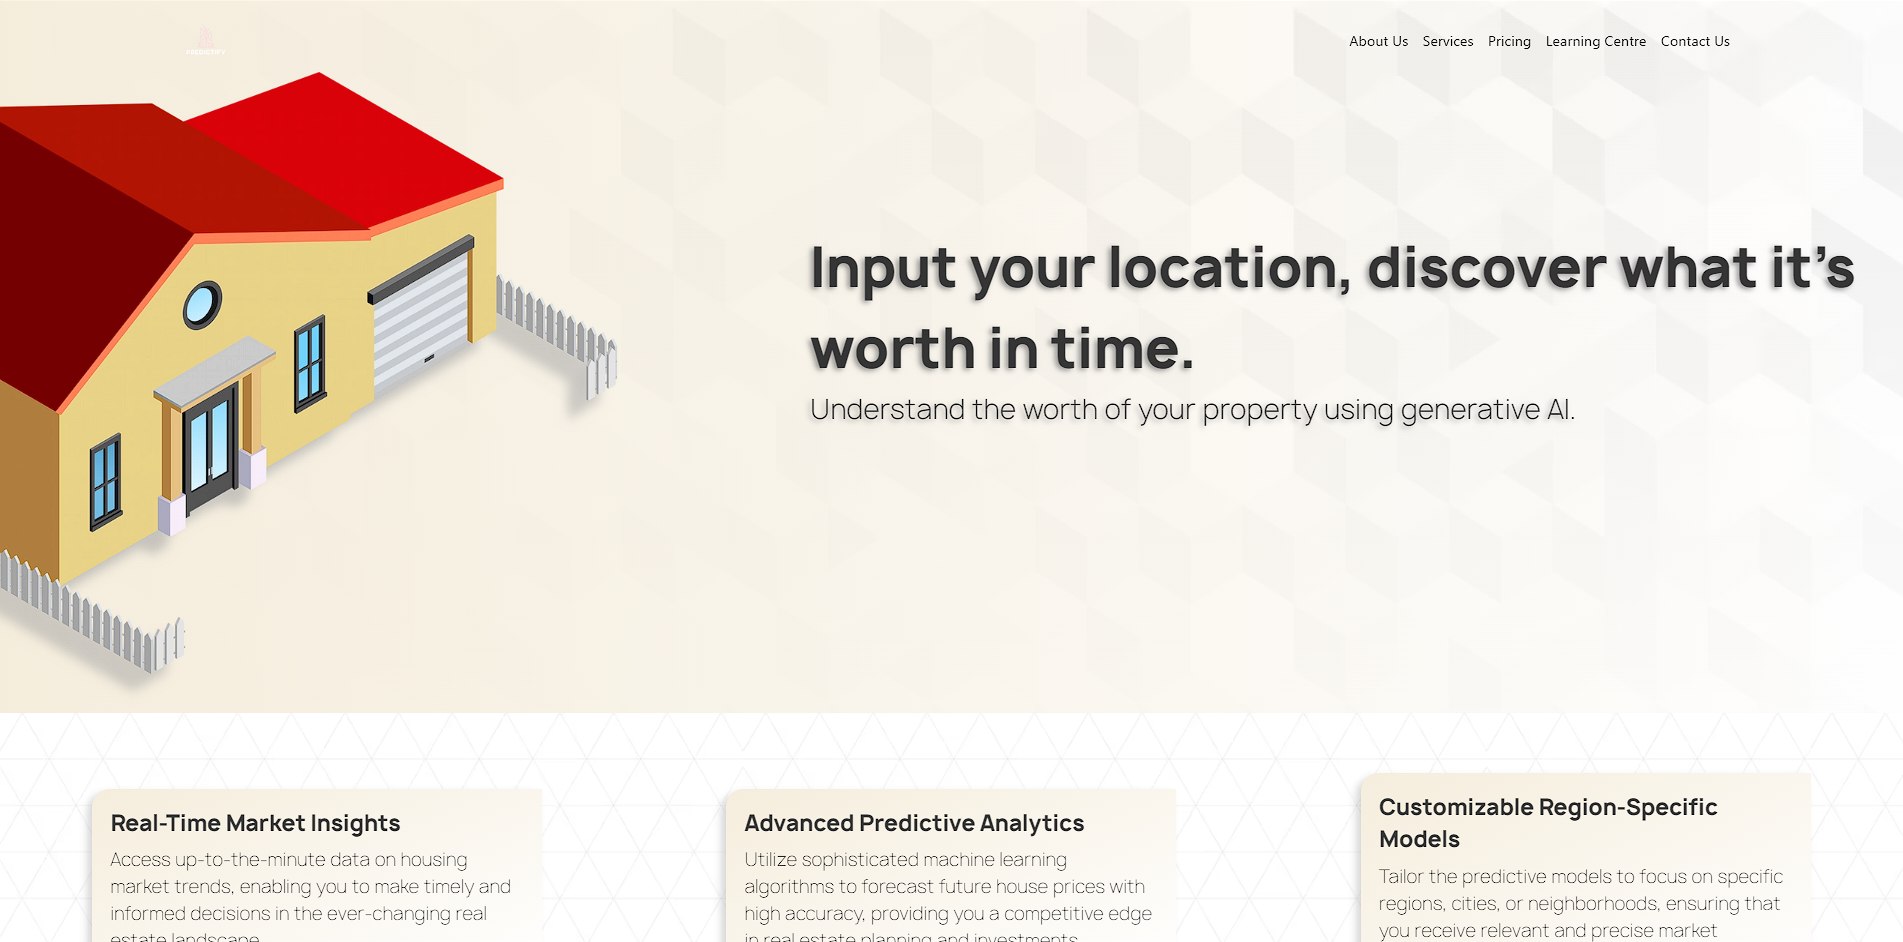 PREDICTIFY
About Us Services Pricing Learning Centre Contact Us
Input your location, discover what it’s
worth in time.
Understand the worth of your property using generative AI.
Real-Time Market Insights
Access up-to-the-minute data on housing
market trends, enabling you to make timely and
informed decisions in the ever-changing real
estate landscape.
Advanced Predictive Analytics
Utilize sophisticated machine learning
algorithms to forecast future house prices with
high accuracy, providing you a competitive edge
in real estate planning and investments.
Customizable Region-Specific
Models
Tailor the predictive models to focus on specific
regions, cities, or neighborhoods, ensuring that
you receive relevant and precise market